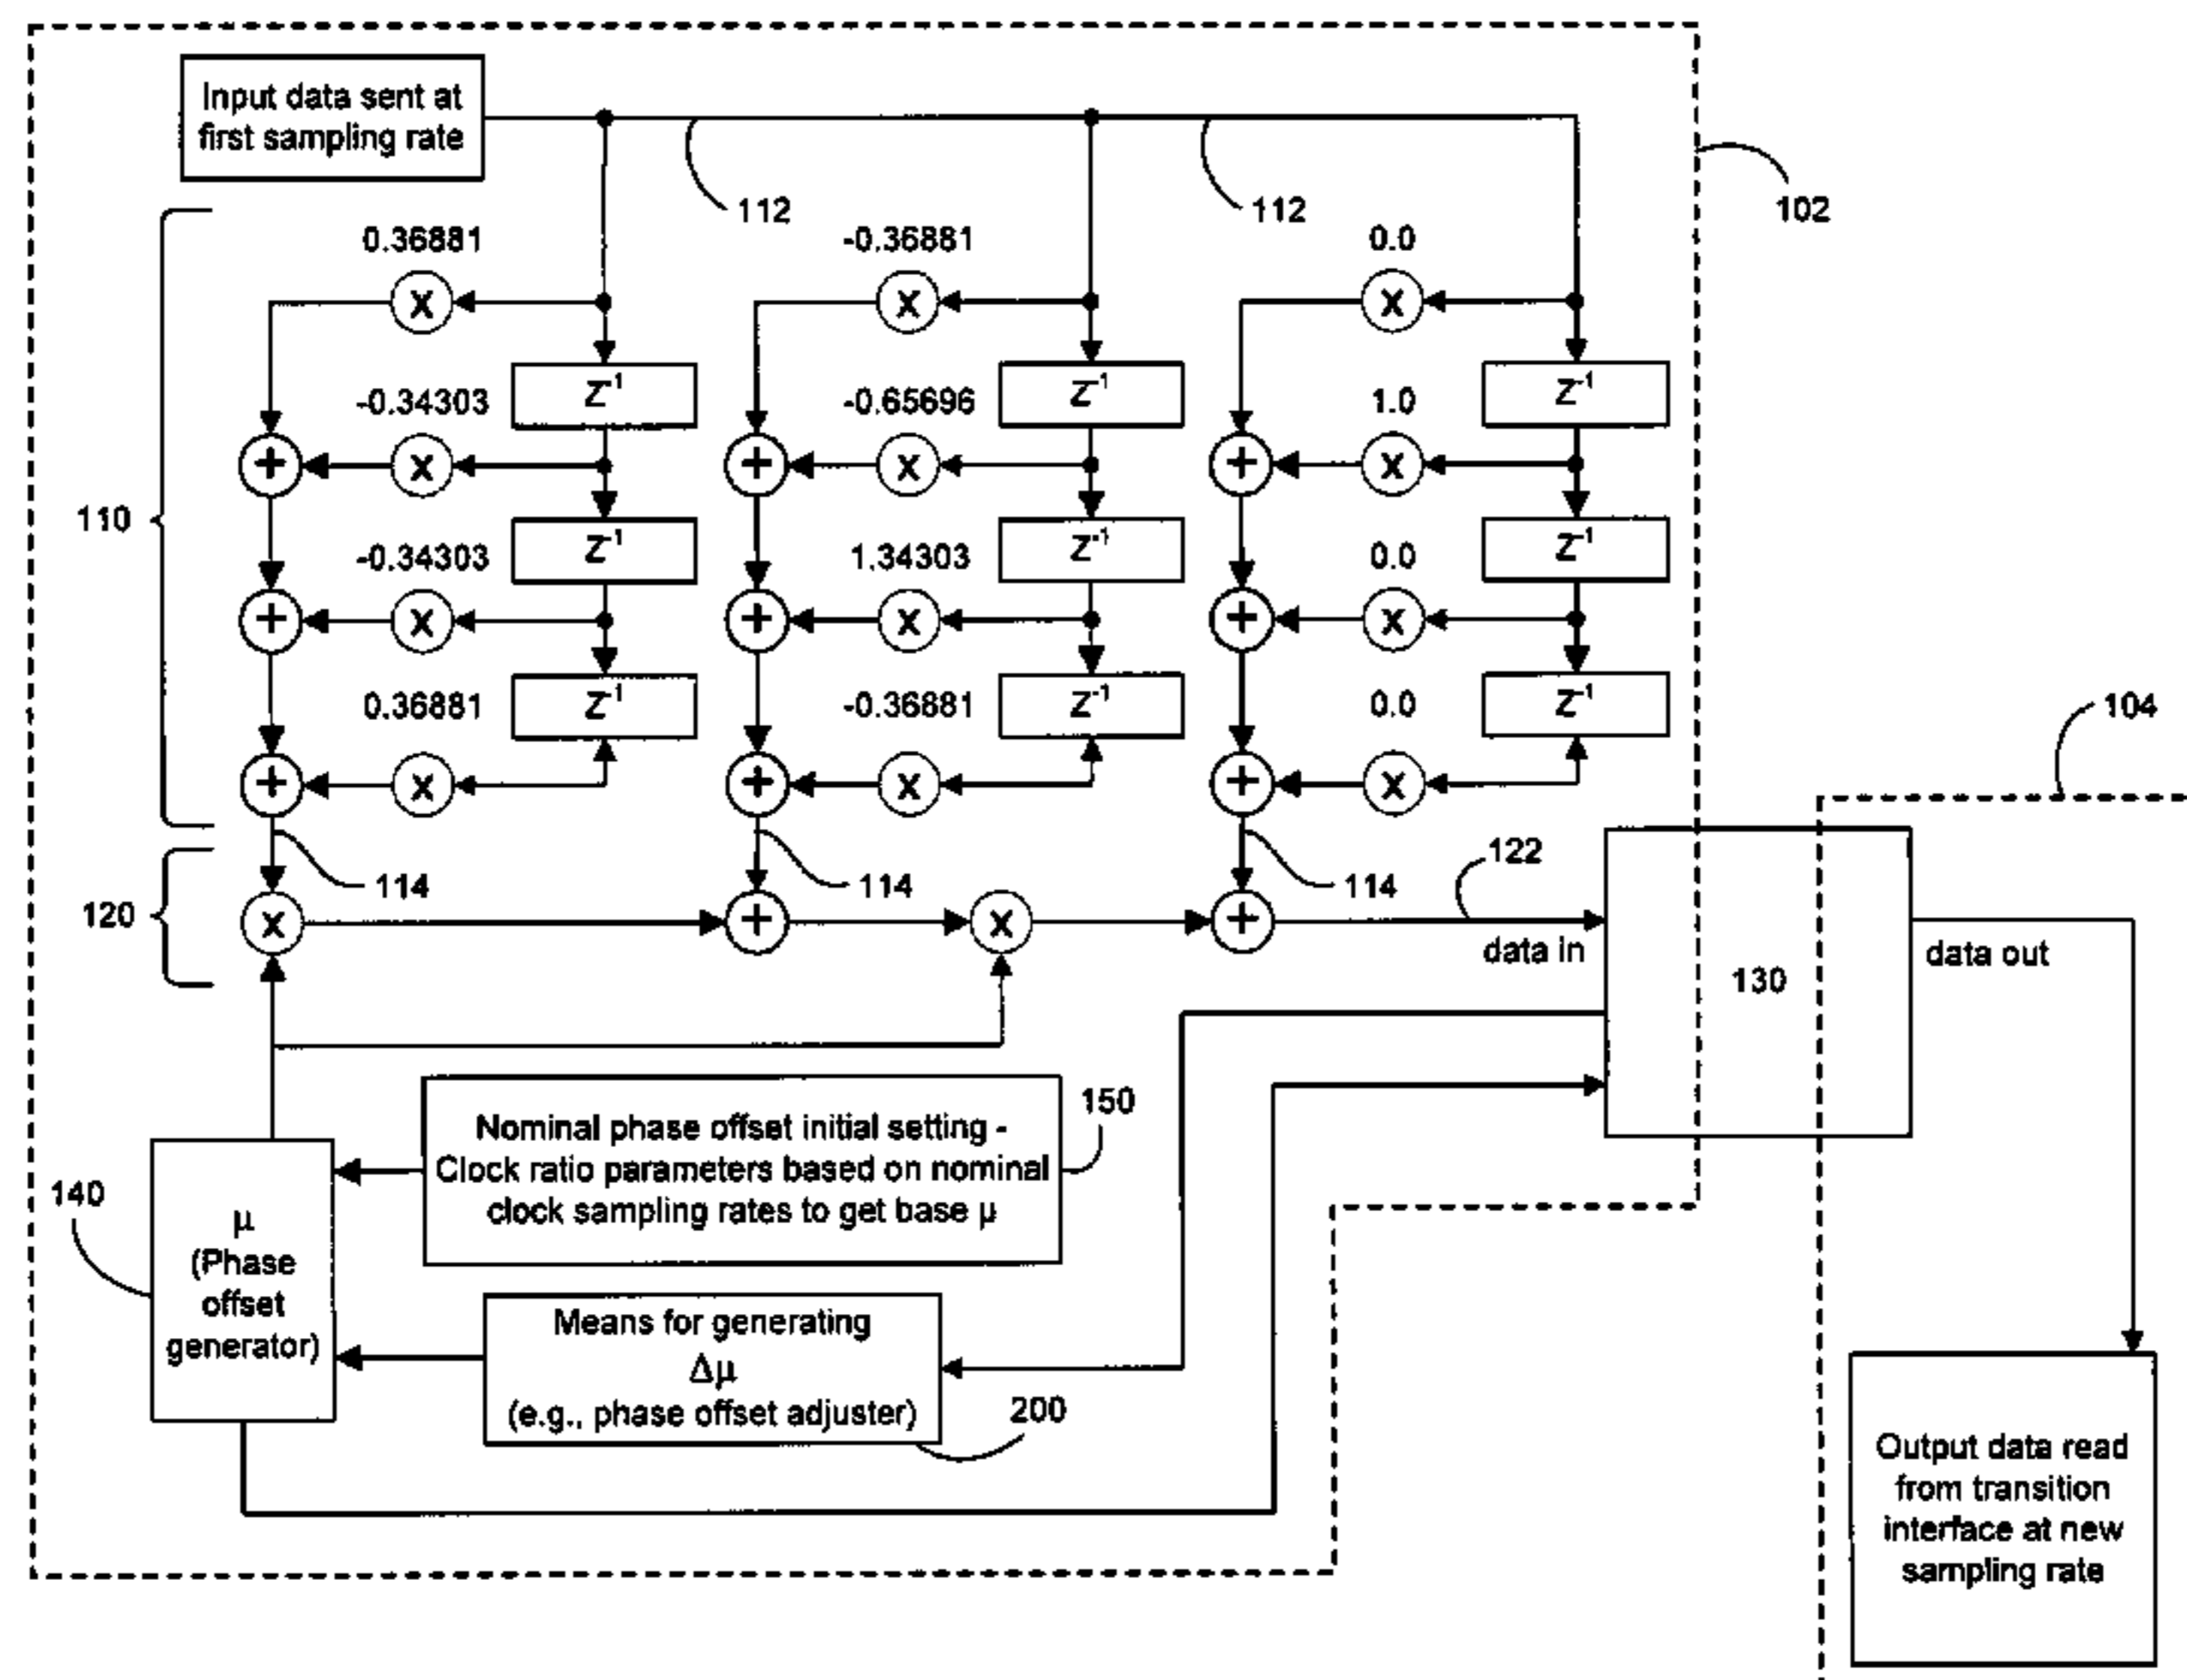 Input data sent at
first sampling rate
112
112
102
0.36881
-0.36881
0.0
X
X
X
Z-1
Z-1
Z-1
-0.34303
-0.65696
1.0
+
X
+
X
+
X
110
Z-1
Z-1
Z-1
-0.34303
1.34303
0.0
+
X
+
X
+
X
Z-1
Z-1
Z-1
0.36881
-0.36881
0.0
104
+
X
+
X
+
X
114
114
114
122
120
X
+
X
+
data in
130
data out
150
Nominal phase offset initial setting -
Clock ratio parameters based on nominal
clock sampling rates to get base μ
140
μ
(Phase
offset
generator)
Means for generating
Δμ
(e.g., phase offset adjuster)
200
Output data read
from transition
interface at new
sampling rate